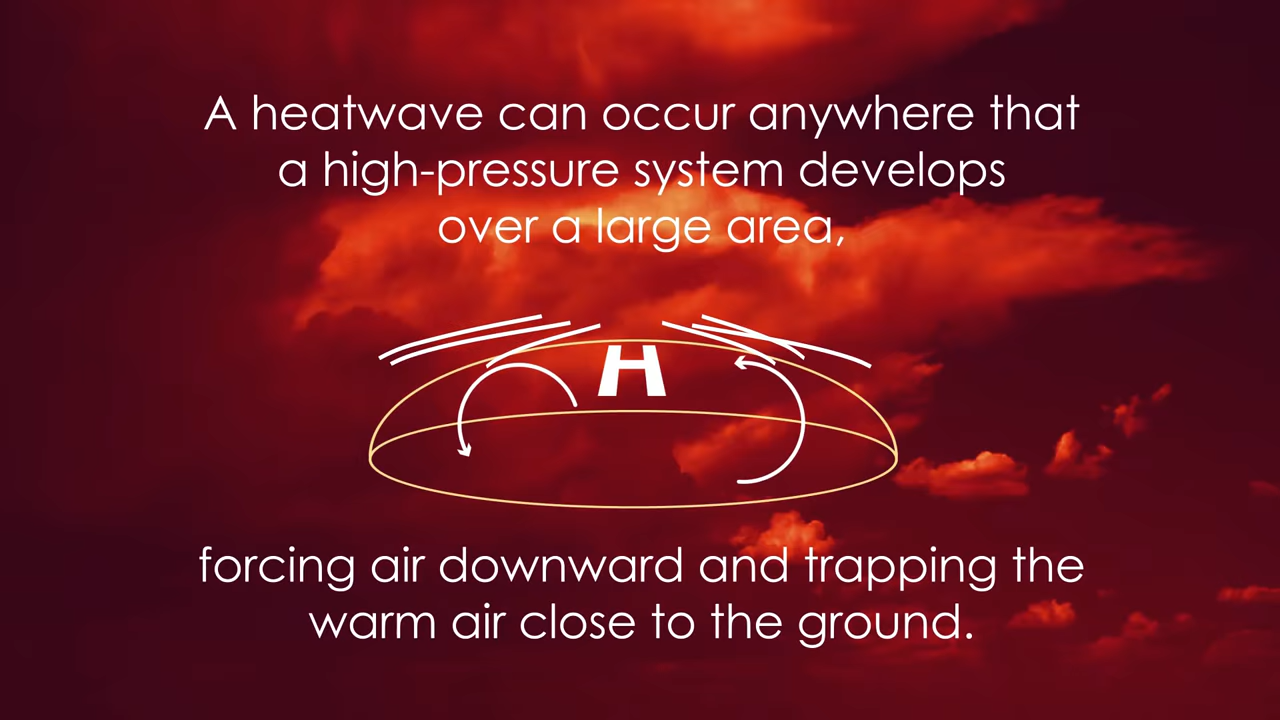 A heatwave can occur anywhere that
a high-pressure system develops
over a large area,
H
forcing air downward and trapping the
warm air close to the ground.